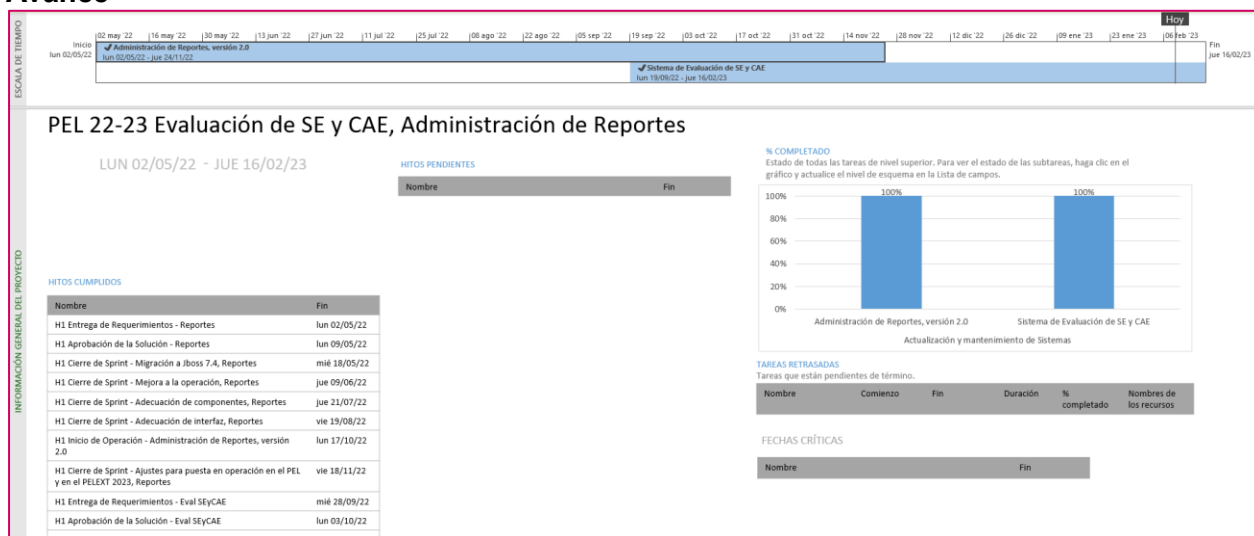 Avance
Hoy
ESCALA DE TIEMPO
02 may '22 16 may '22 30 may '22 13 jun '22 27 jun '22 11 jul '22 25 jul '22 08 ago '22 22 ago '22 05 sep '22 19 sep '22 03 oct '22 17 oct '22 31 oct '22 14 nov '22 28 nov '22 12 dic '22 26 dic '22 09 ene '23 23 ene '23 06 feb '23
Inicio
lun 02/05/22
Administración de Reportes, versión 2.0
lun 02/05/22 - jue 24/11/22
Sistema de Evaluación de SE y CAE
lun 19/09/22 - jue 16/02/23
Fin
jue 16/02/23
INFORMACIÓN GENERAL DEL PROYECTO
PEL 22-23 Evaluación de SE y CAE, Administración de Reportes
LUN 02/05/22 - JUE 16/02/23
HITOS PENDIENTES
Nombre Fin
HITOS CUMPLIDOS
Nombre Fin
H1 Entrega de Requerimientos - Reportes lun 02/05/22
H1 Aprobación de la Solución - Reportes lun 09/05/22
H1 Cierre de Sprint - Migración a Jboss 7.4, Reportes mié 18/05/22
H1 Cierre de Sprint - Mejora a la operación, Reportes jue 09/06/22
H1 Cierre de Sprint - Adecuación de componentes, Reportes jue 21/07/22
H1 Cierre de Sprint - Adecuación de interfaz, Reportes vie 19/08/22
H1 Inicio de Operación - Administración de Reportes, versión lun 17/10/22
2.0
H1 Cierre de Sprint - Ajustes para puesta en operación en el PEL vie 18/11/22
y en el PELEXT 2023, Reportes
H1 Entrega de Requerimientos - Eval SEyCAE mié 28/09/22
H1 Aprobación de la Solución - Eval SEyCAE lun 03/10/22
% COMPLETADO
Estado de todas las tareas de nivel superior. Para ver el estado de las subtareas, haga clic en el
gráfico y actualice el nivel de esquema en la Lista de campos.
100%
80%
60%
40%
20%
0%
100% 100%
Administración de Reportes, versión 2.0 Sistema de Evaluación de SE y CAE
Actualización y mantenimiento de Sistemas
TAREAS RETRASADAS
Tareas que están pendientes de término.
Nombre Comienzo Fin Duración % Nombres de
completado los recursos
FECHAS CRÍTICAS
Nombre Fin